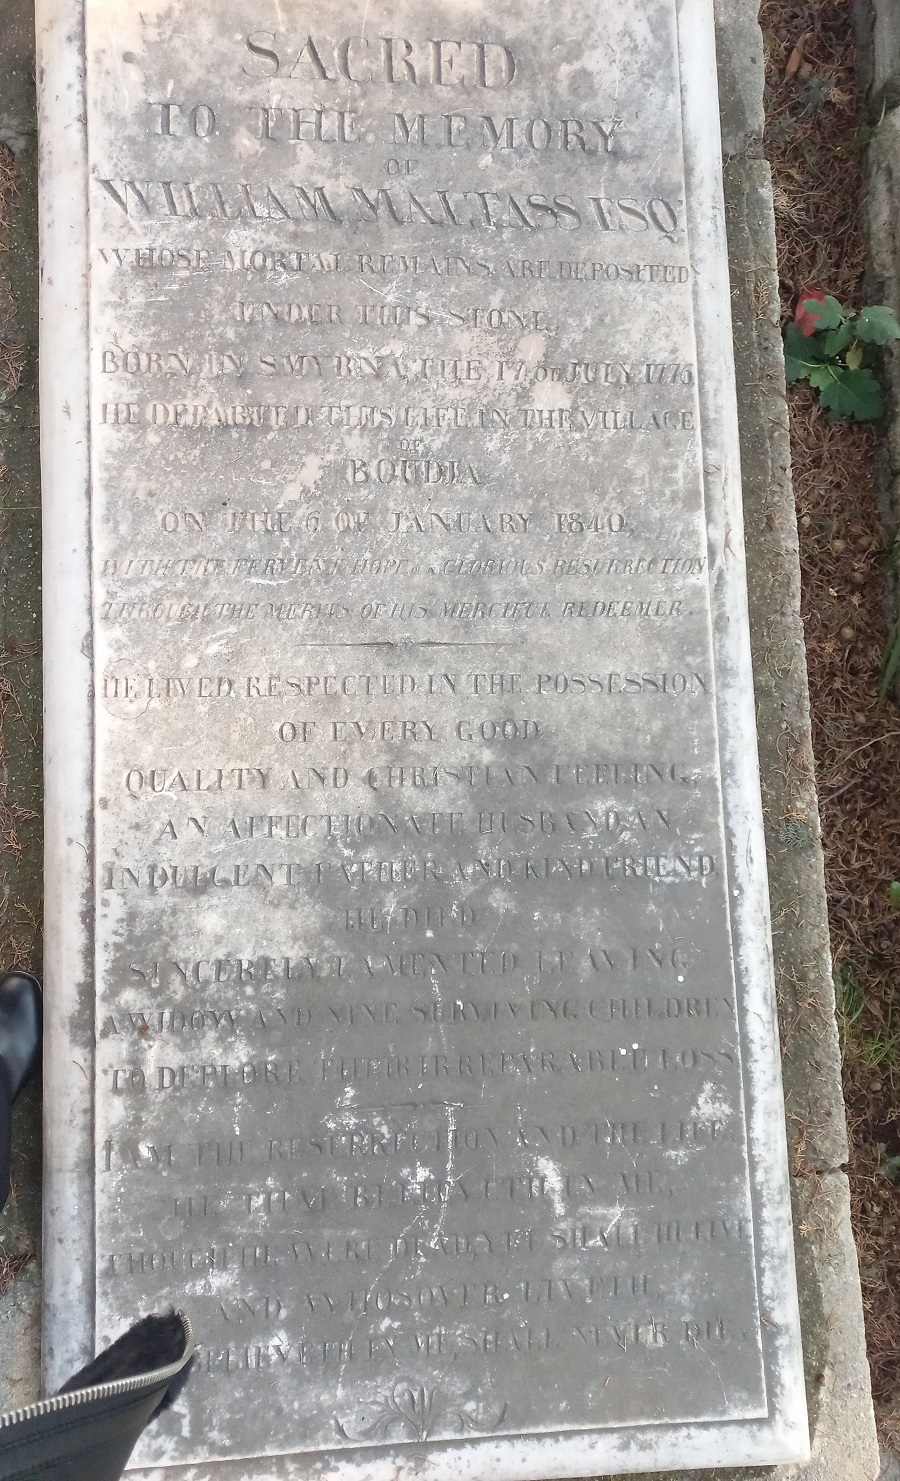 SACRED
TO THE MEMORY
OF
WILLIAM MALTASS ESQ.
WHOSE MORTAL REMAINS ARE DEPOSITED
UNDER THIS STONE,
BORN IN SMYRNA THE 17 OF JULY 1776
HE DEPARTED THIS LIFE IN THE VILLAGE
OF
BOUDJA
ON THE 6 OF JANUARY 1840,
WITH THE FERVENT HOPE OF A GLORIOUS RESURRECTION
THROUGH THE MERITS OF HIS MERCIFUL REDEEMER.
HE LIVED RESPECTED IN THE POSSESSION
OF EVERY GOOD
QUALITY AND CHRISTIAN FEELING,
AN AFFECTIONATE HUSBAND AN
INDULGENT FATHER AND KIND FRIEND,
HE DIED
SINCERELY LAMENTED LEAVING
A WIDOW AND NINE SURVIVING CHILDREN
TO DEPLORE THEIR IRREPARABLE LOSS
I AM THE RESURRECTION AND THE LIFE,
HE THAT BELIEVETH IN ME,
THOUGH HE WERE DEAD, YET SHALL HE LIVE
AND WHOSOVER LIVETH,
BELIEVETH IN ME, SHALL NEVER DIE.